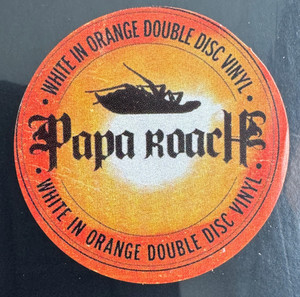 · WHITE IN ORANGE DOUBLE DISC VINYL ·
Papa Roach
WHITE IN ORANGE DOUBLE DISC VINYL